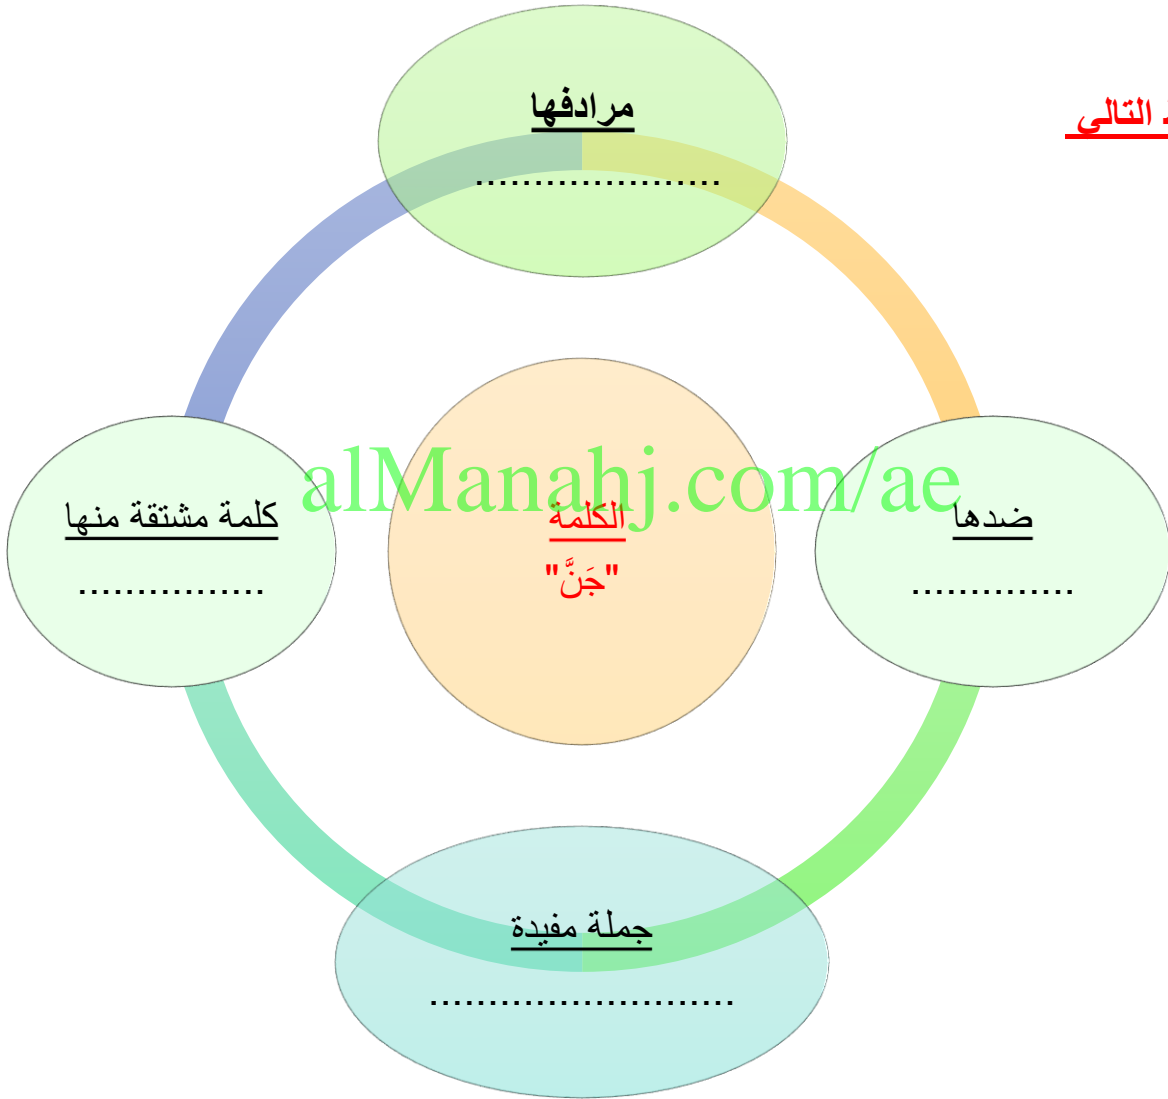 مرادفها
.....................
التالي
ضدها
..............
الكلمة
"جَنَّ"
كلمة مشتقة منها
................
alManahj.com/ae
جملة مفيدة
..........................